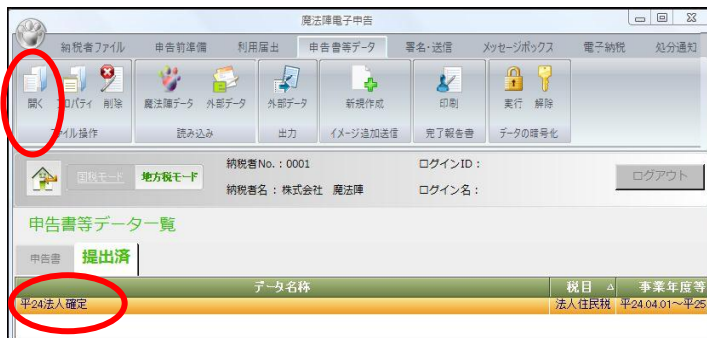 魔法陣電子申告
納税者ファイル 申告前準備 利用届出 申告書等データ 署名・送信 メッセージボックス 電子納税 処分通知
開く プロパティ 削除 魔法陣データ 外部データ 外部データ 新規作成 印刷 実行 解除
ファイル操作 読み込み 出力 イメージ追加送信 完了報告書 データの暗号化
国税モード 地方税モード 納税者No.:0001 ログインID:
納税者名:株式会社 魔法陣 ログイン名: ログアウト
申告書等データ一覧
申告書 提出済
データ名称 税目 事業年度等
平24法人確定 法人住民税 平24.04.01~平25